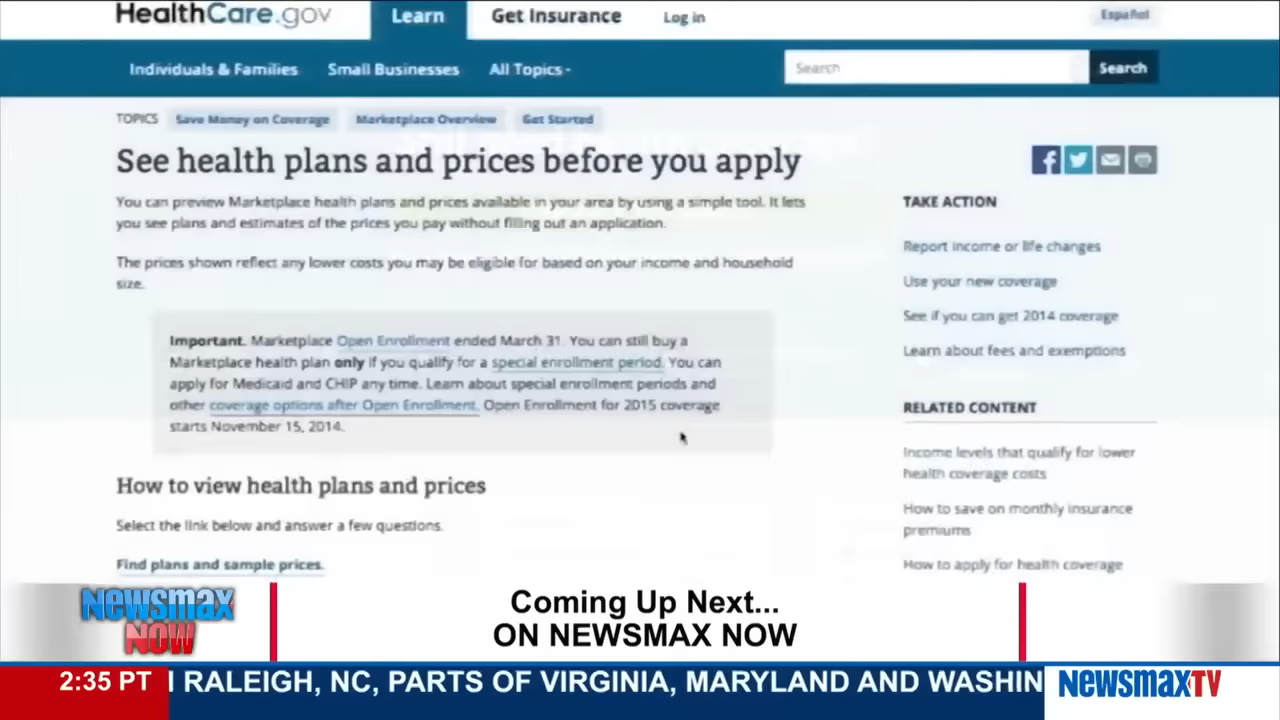 HealthCare.gov
Learn
Get Insurance
Log in
Español
Individuals & Families
Small Businesses
All Topics
Search
Search
TOPICS
Save Money on Coverage
Marketplace Overview
Get Started
See health plans and prices before you apply
You can preview Marketplace health plans and prices available in your area by using a simple tool. It lets
you see plans and estimates of the prices you pay without filling out an application.
The prices shown reflect any lower costs you may be eligible for based on your income and household
size.
Important. Marketplace Open Enrollment ended March 31. You can still buy a
Marketplace health plan only if you qualify for a special enrollment period. You can
apply for Medicaid and CHIP any time. Learn about special enrollment periods and
other coverage options after Open Enrollment. Open Enrollment for 2015 coverage
starts November 15, 2014.
How to view health plans and prices
Select the link below and answer a few questions.
Find plans and sample prices.
TAKE ACTION
Report income or life changes
Use your new coverage
See if you can get 2014 coverage
Learn about fees and exemptions
RELATED CONTENT
Income levels that qualify for lower
health coverage costs
How to save on monthly insurance
premiums
How to apply for health coverage
Newsmax
NOW
Coming Up Next...
ON NEWSMAX NOW
2:35 PT
RALEIGH, NC, PARTS OF VIRGINIA, MARYLAND AND WASHIN
NewsmaxTV